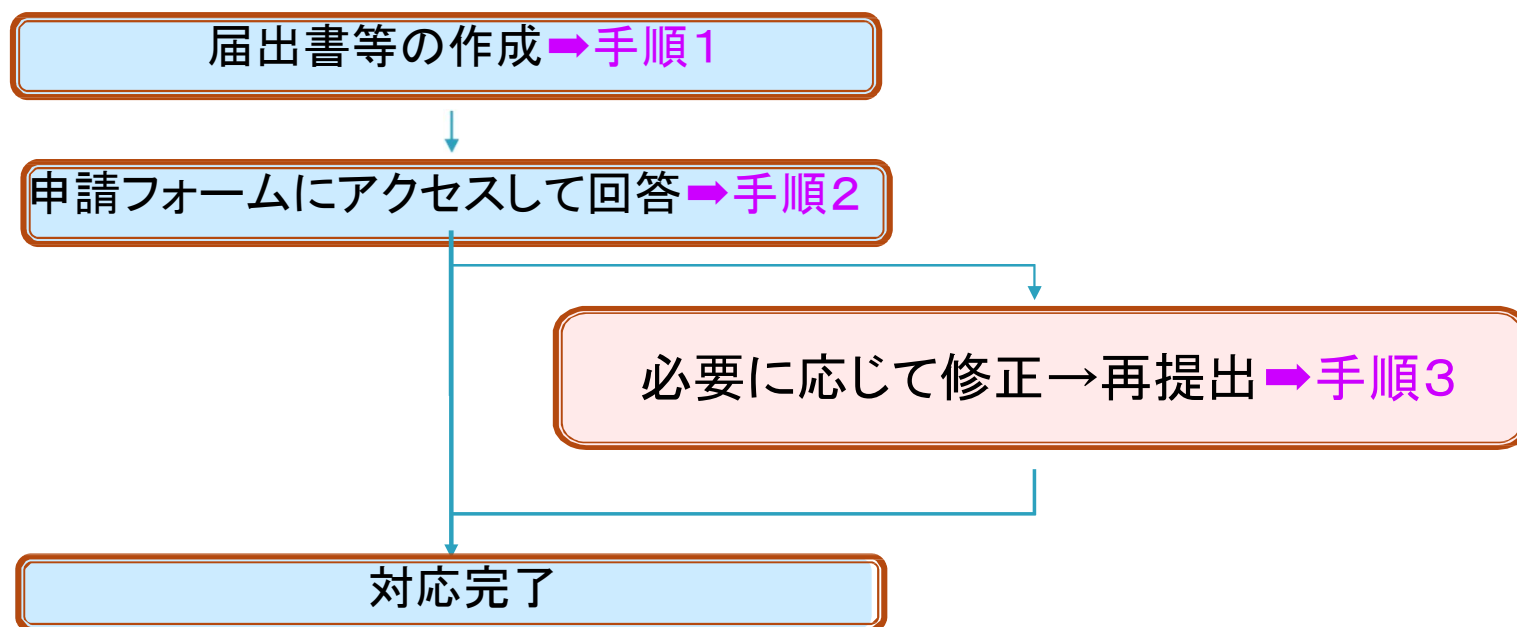 届出書等の作成➡手順1
申請フォームにアクセスして回答➡手順2
必要に応じて修正→再提出➡手順3
対応完了